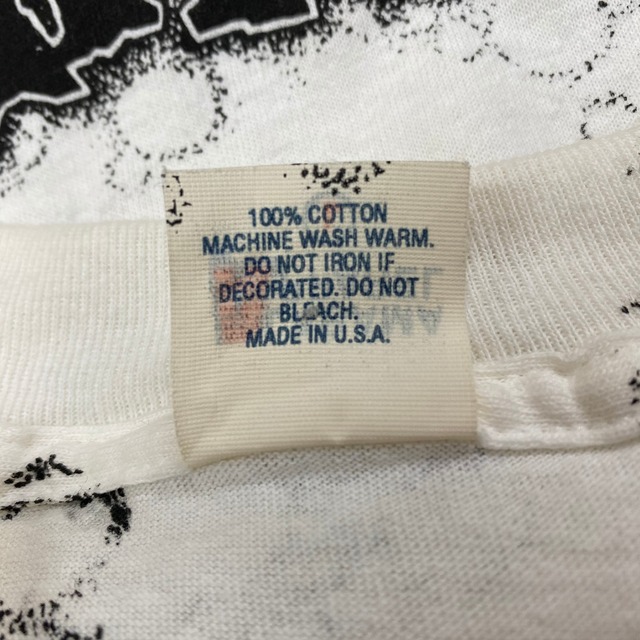 100% COTTON
MACHINE WASH WARM.
DO NOT IRON IF
DECORATED. DO NOT
BLEACH.
MADE IN U.S.A.